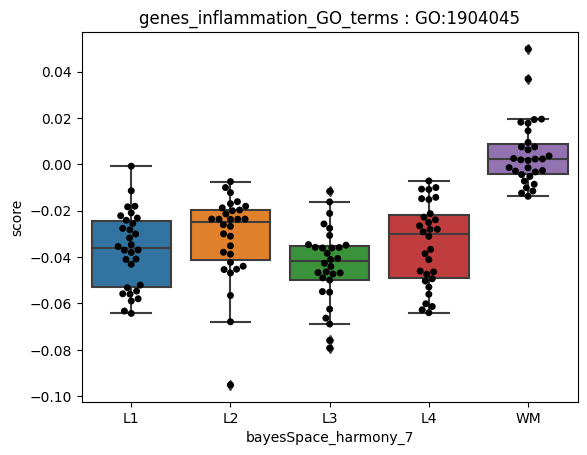 genes_inflammation_GO_terms : GO:1904045
score
0.04
0.02
0.00
−0.02
−0.04
−0.06
−0.08
−0.10
L1
L2
L3
L4
WM
bayesSpace_harmony_7